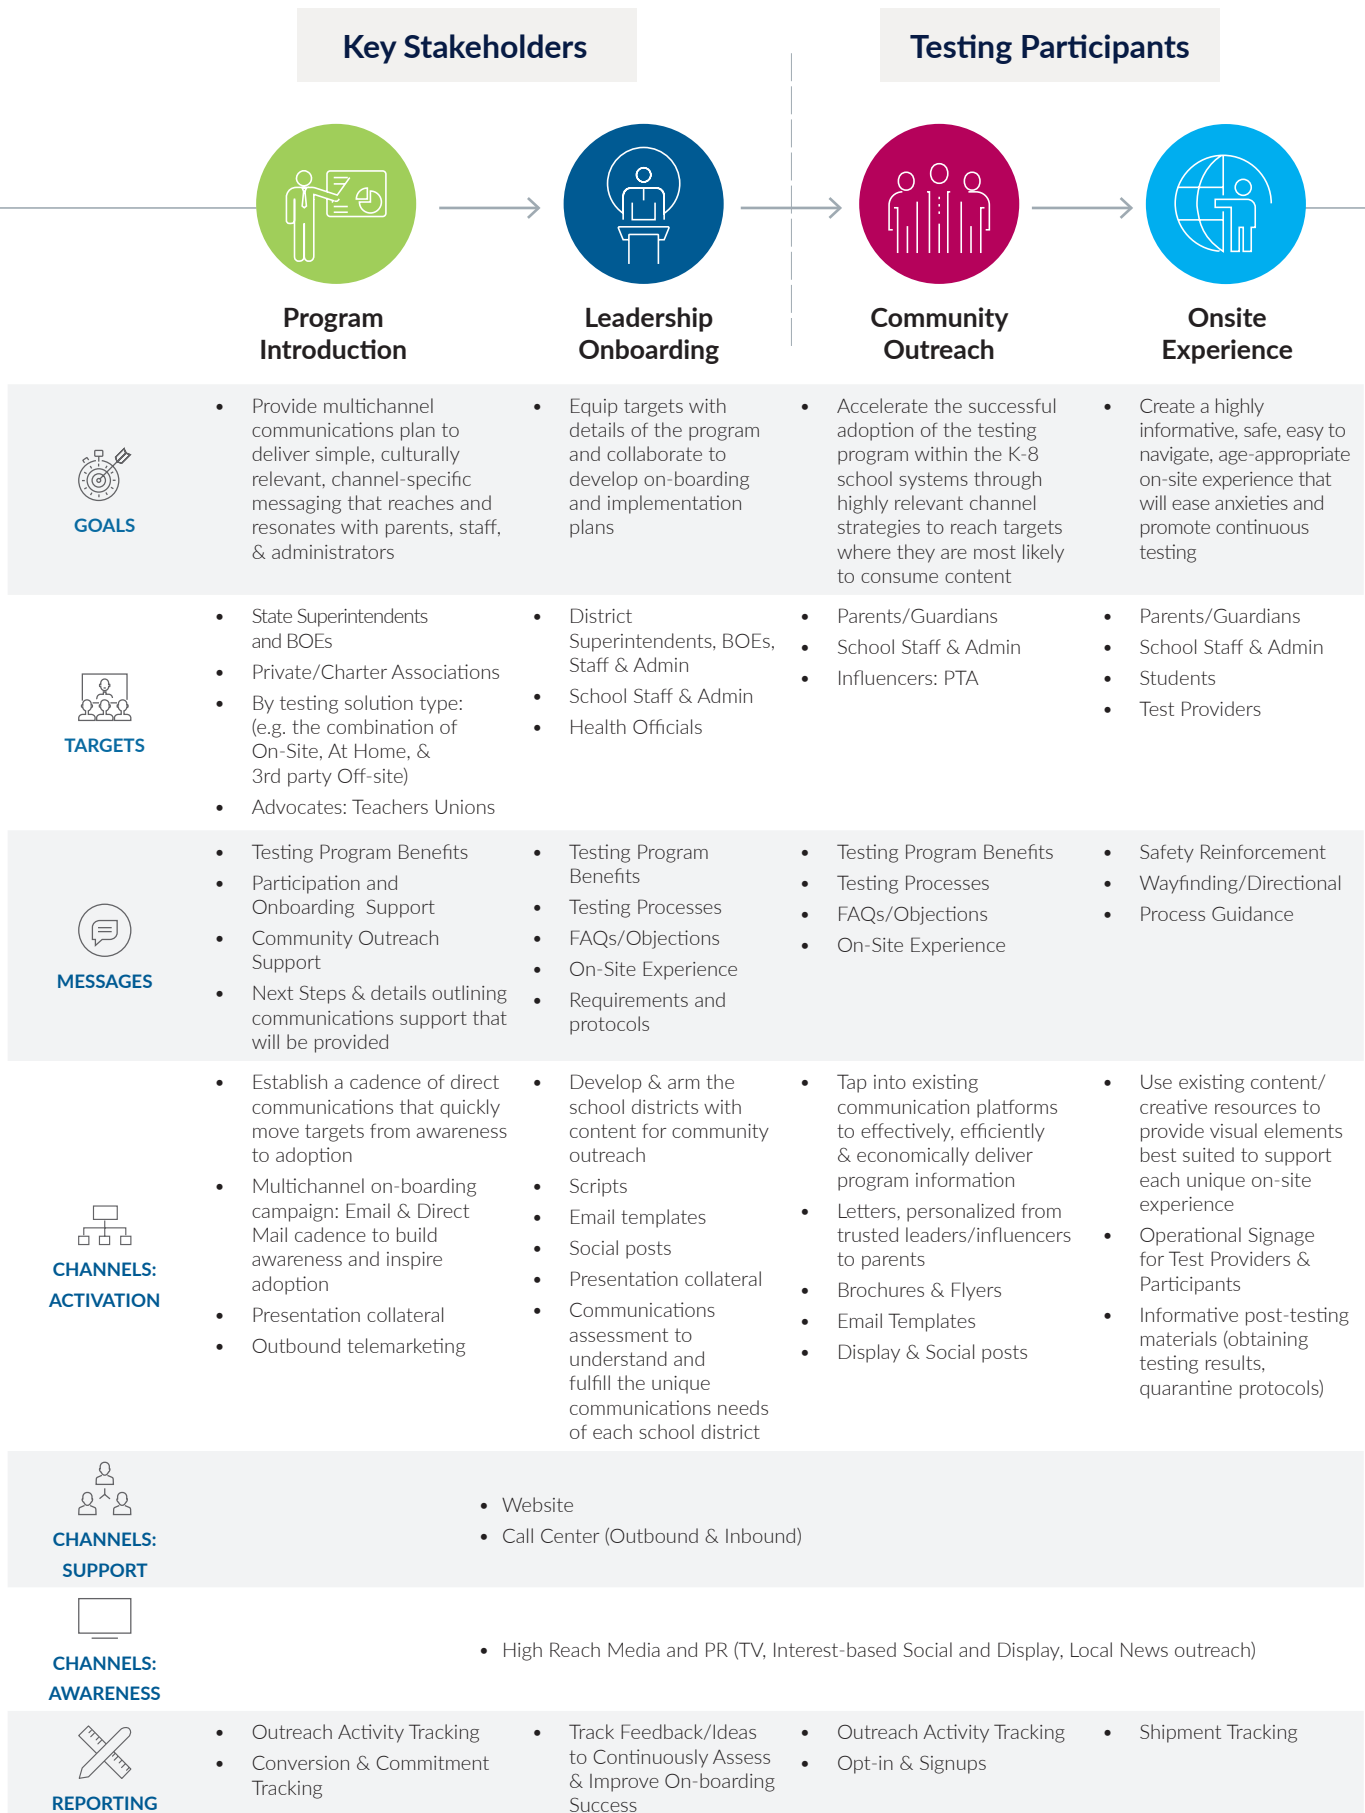 Key Stakeholders
Testing Participants
Program
Introduction
Leadership
Onboarding
Community
Outreach
Onsite
Experience
GOALS
• Provide multichannel
communications plan to
deliver simple, culturally
relevant, channel-specific
messaging that reaches and
resonates with parents, staff,
& administrators
• Equip targets with
details of the program
and collaborate to
develop on-boarding
and implementation
plans
• Accelerate the successful
adoption of the testing
program within the K-8
school systems through
highly relevant channel
strategies to reach targets
where they are most likely
to consume content
• Create a highly
informative, safe, easy to
navigate, age-appropriate
on-site experience that
will ease anxieties and
promote continuous
testing
TARGETS
• State Superintendents
and BOEs
• Private/Charter Associations
• By testing solution type:
(e.g. the combination of
On-Site, At Home, &
3rd party Off-site)
• Advocates: Teachers Unions
• District
Superintendents, BOEs,
Staff & Admin
• School Staff & Admin
• Health Officials
• Parents/Guardians
• School Staff & Admin
• Influencers: PTA
• Parents/Guardians
• School Staff & Admin
• Students
• Test Providers
MESSAGES
• Testing Program Benefits
• Participation and
Onboarding Support
• Community Outreach
Support
• Next Steps & details outlining
communications support that
will be provided
• Testing Program
Benefits
• Testing Processes
• FAQs/Objections
• On-Site Experience
• Requirements and
protocols
• Testing Program Benefits
• Testing Processes
• FAQs/Objections
• On-Site Experience
• Safety Reinforcement
• Wayfinding/Directional
• Process Guidance
CHANNELS:
ACTIVATION
• Establish a cadence of direct
communications that quickly
move targets from awareness
to adoption
• Multichannel on-boarding
campaign: Email & Direct
Mail cadence to build
awareness and inspire
adoption
• Presentation collateral
• Outbound telemarketing
• Develop & arm the
school districts with
content for community
outreach
• Scripts
• Email templates
• Social posts
• Presentation collateral
• Communications
assessment to
understand and
fulfill the unique
communications needs
of each school district
• Tap into existing
communication platforms
to effectively, efficiently
& economically deliver
program information
• Letters, personalized from
trusted leaders/influencers
to parents
• Brochures & Flyers
• Email Templates
• Display & Social posts
• Use existing content/
creative resources to
provide visual elements
best suited to support
each unique on-site
experience
• Operational Signage
for Test Providers &
Participants
• Informative post-testing
materials (obtaining
testing results,
quarantine protocols)
CHANNELS:
SUPPORT
• Website
• Call Center (Outbound & Inbound)
CHANNELS:
AWARENESS
• High Reach Media and PR (TV, Interest-based Social and Display, Local News outreach)
REPORTING
• Outreach Activity Tracking
• Conversion & Commitment
Tracking
• Track Feedback/Ideas
to Continuously Assess
& Improve On-boarding
Success
• Outreach Activity Tracking
• Opt-in & Signups
• Shipment Tracking